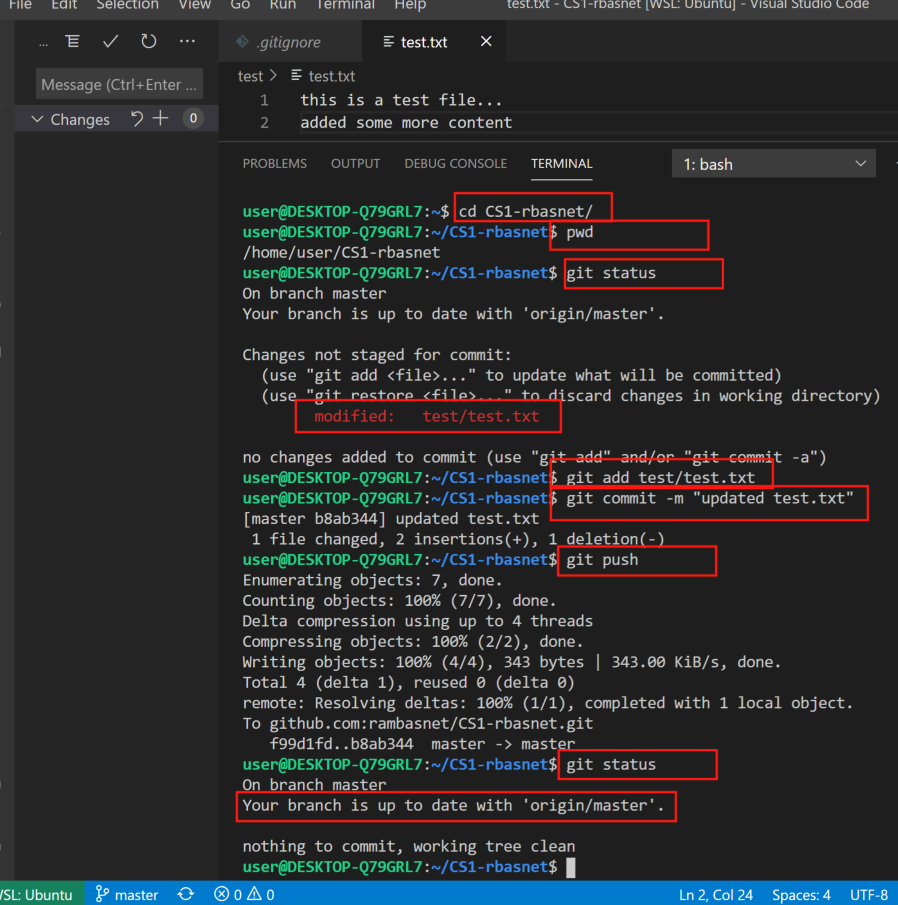 File Edit Selection View Go Run Terminal Help test.txt - CS1-rbasnet [WSL: Ubuntu] - Visual Studio Code
.gitignore test.txt
Message (Ctrl+Enter ...
test > test.txt
Changes 0
1 this is a test file...
2 added some more content
PROBLEMS OUTPUT DEBUG CONSOLE TERMINAL 1: bash
user@DESKTOP-Q79GRL7:~$ cd CS1-rbasnet/
user@DESKTOP-Q79GRL7:~/CS1-rbasnet$ pwd
/home/user/CS1-rbasnet
user@DESKTOP-Q79GRL7:~/CS1-rbasnet$ git status
On branch master
Your branch is up to date with 'origin/master'.
Changes not staged for commit:
(use "git add <file>..." to update what will be committed)
(use "git restore <file>..." to discard changes in working directory)
modified: test/test.txt
no changes added to commit (use "git add" and/or "git commit -a")
user@DESKTOP-Q79GRL7:~/CS1-rbasnet$ git add test/test.txt
user@DESKTOP-Q79GRL7:~/CS1-rbasnet$ git commit -m "updated test.txt"
[master b8ab344] updated test.txt
1 file changed, 2 insertions(+), 1 deletion(-)
user@DESKTOP-Q79GRL7:~/CS1-rbasnet$ git push
Enumerating objects: 7, done.
Counting objects: 100% (7/7), done.
Delta compression using up to 4 threads
Compressing objects: 100% (2/2), done.
Writing objects: 100% (4/4), 343 bytes | 343.00 KiB/s, done.
Total 4 (delta 1), reused 0 (delta 0)
remote: Resolving deltas: 100% (1/1), completed with 1 local object.
To github.com:rambasnet/CS1-rbasnet.git
f99d1fd..b8ab344 master -> master
user@DESKTOP-Q79GRL7:~/CS1-rbasnet$ git status
On branch master
Your branch is up to date with 'origin/master'.
nothing to commit, working tree clean
user@DESKTOP-Q79GRL7:~/CS1-rbasnet$
WSL: Ubuntu master 0 0 Ln 2, Col 24 Spaces: 4 UTF-8